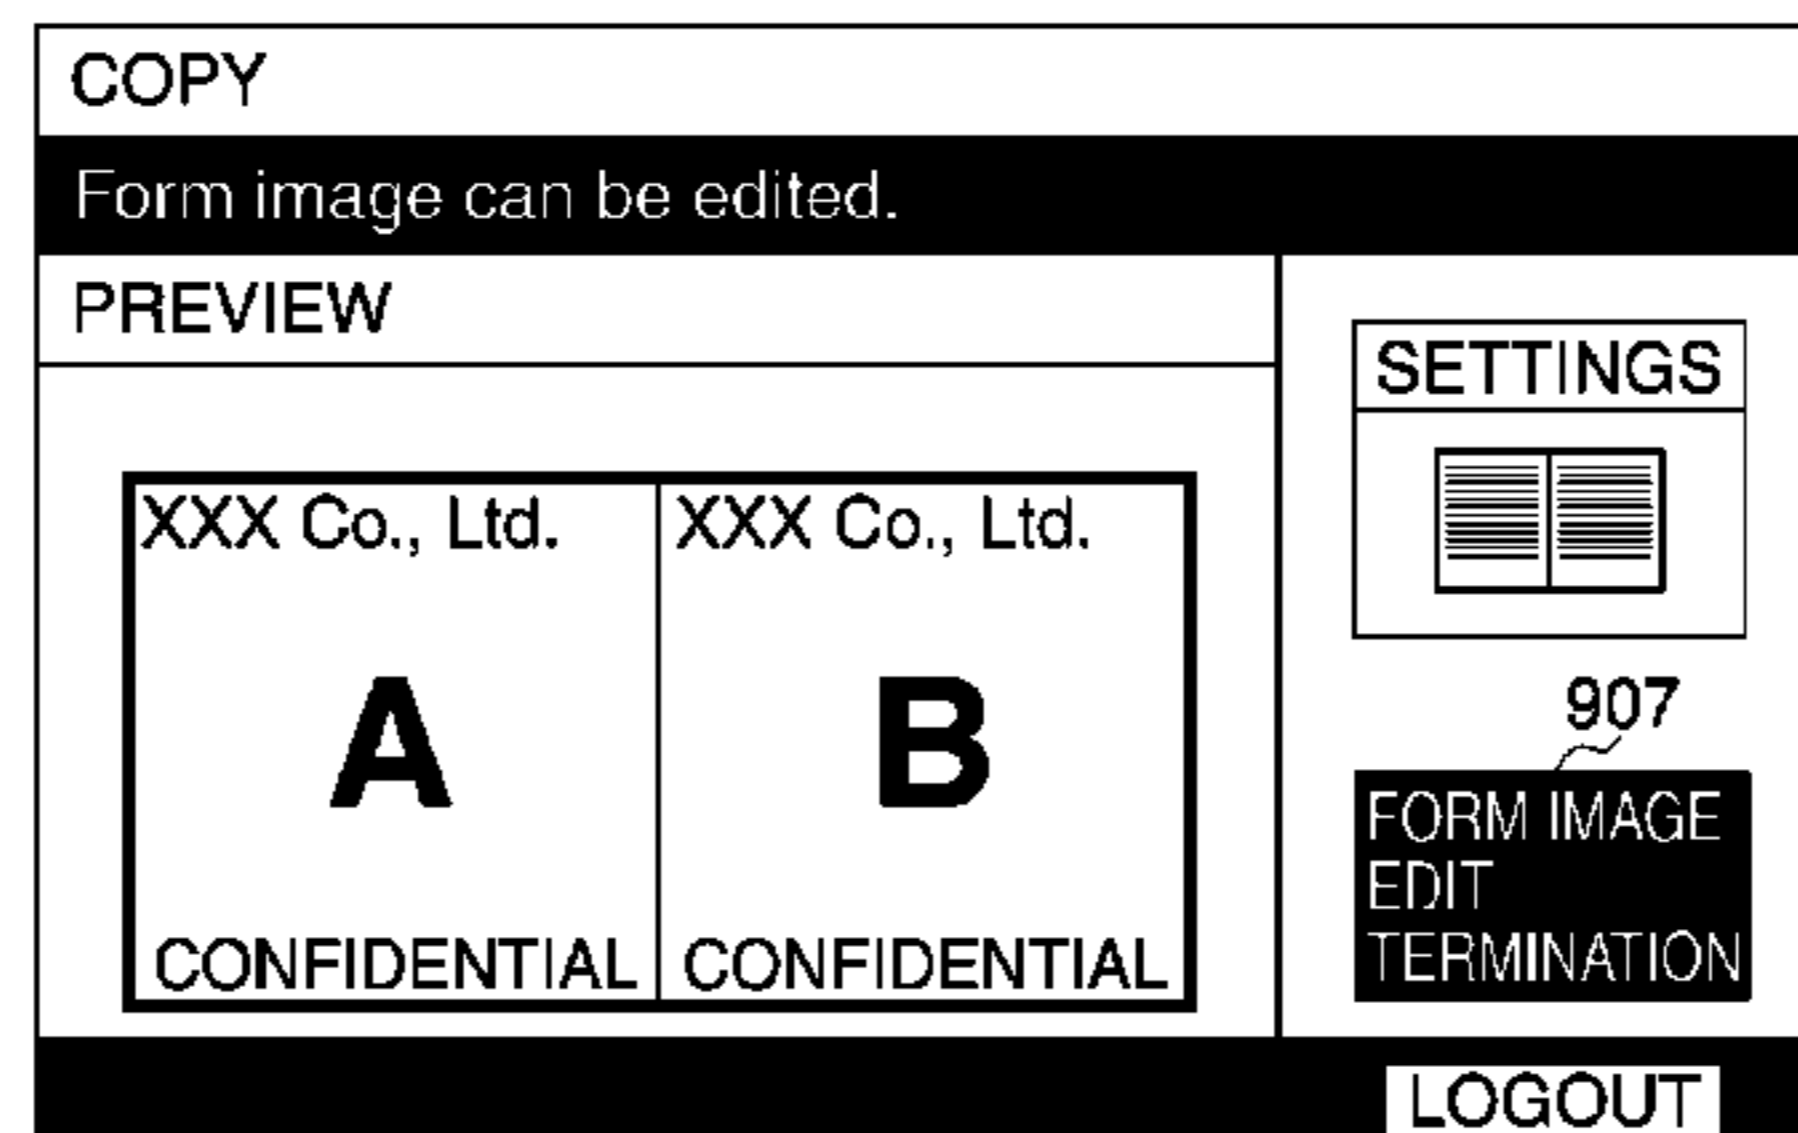 COPY
Form image can be edited.
PREVIEW
SETTINGS
XXX Co., Ltd.
XXX Co., Ltd.
A
B
CONFIDENTIAL
CONFIDENTIAL
907
FORM IMAGE
EDIT
TERMINATION
LOGOUT